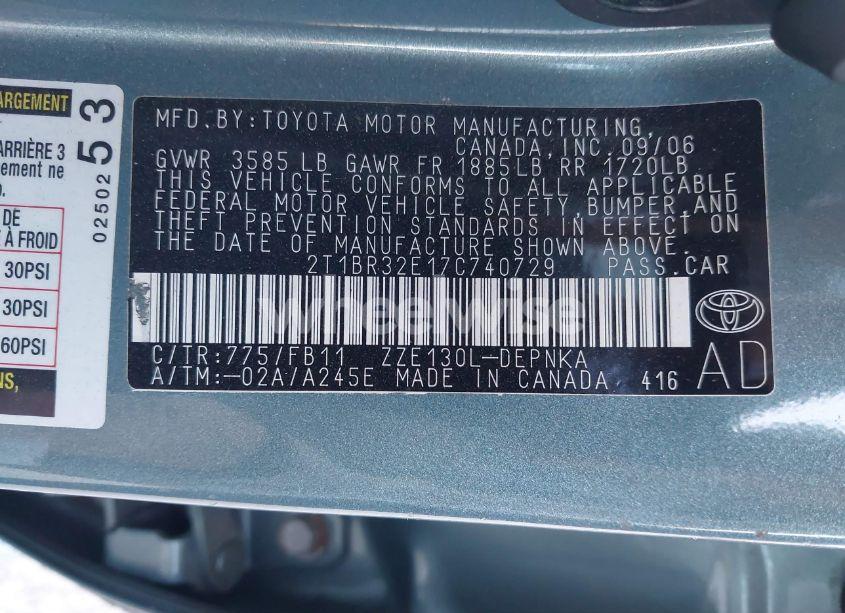 ARGEMENT
ARRIÈRE 3
gement ne
DE
À FROID
30PSI
30PSI
60PSI
NS,
02502 53
MFD.BY:TOYOTA MOTOR MANUFACTURING,
CANADA,INC.09/06
GVWR 3585 LB GAWR FR 1885LB RR 1720LB
THIS VEHICLE CONFORMS TO ALL APPLICABLE
FEDERAL MOTOR VEHICLE SAFETY,BUMPER,AND
THEFT PREVENTION STANDARDS IN EFFECT ON
THE DATE OF MANUFACTURE SHOWN ABOVE.
2T1BR32E17C740729 PASS.CAR
wheelwise
C/TR:775/FB11 ZZE130L-DEPNKA
A/TM:-02A/A245E MADE IN CANADA 416
AD